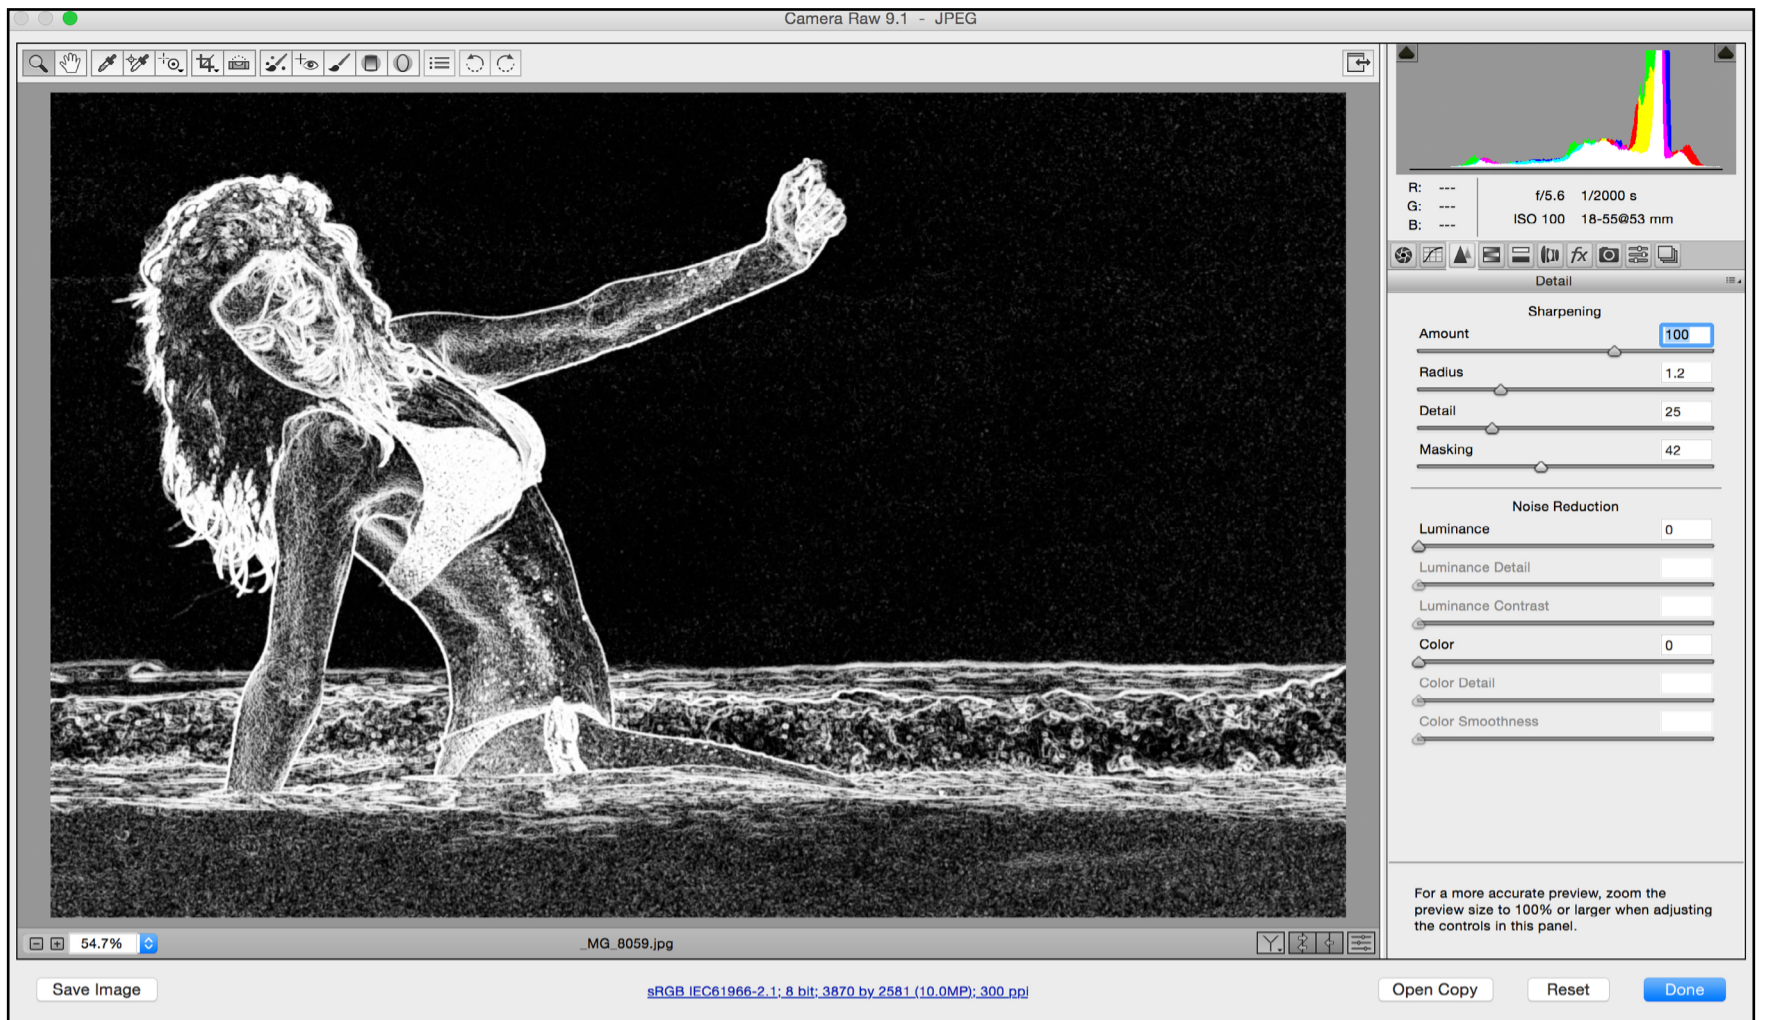 Camera Raw 9.1 - JPEG
R: ---
G: ---
B: ---
f/5.6 1/2000 s
ISO 100 18-55@53 mm
fx
Detail
Sharpening
Amount 100
Radius 1.2
Detail 25
Masking 42
Noise Reduction
Luminance 0
Luminance Detail
Luminance Contrast
Color 0
Color Detail
Color Smoothness
For a more accurate preview, zoom the
preview size to 100% or larger when adjusting
the controls in this panel.
54.7% _MG_8059.jpg Y
Save Image sRGB IEC61966-2.1; 8 bit; 3870 by 2581 (10.0MP); 300 ppi Open Copy Reset Done